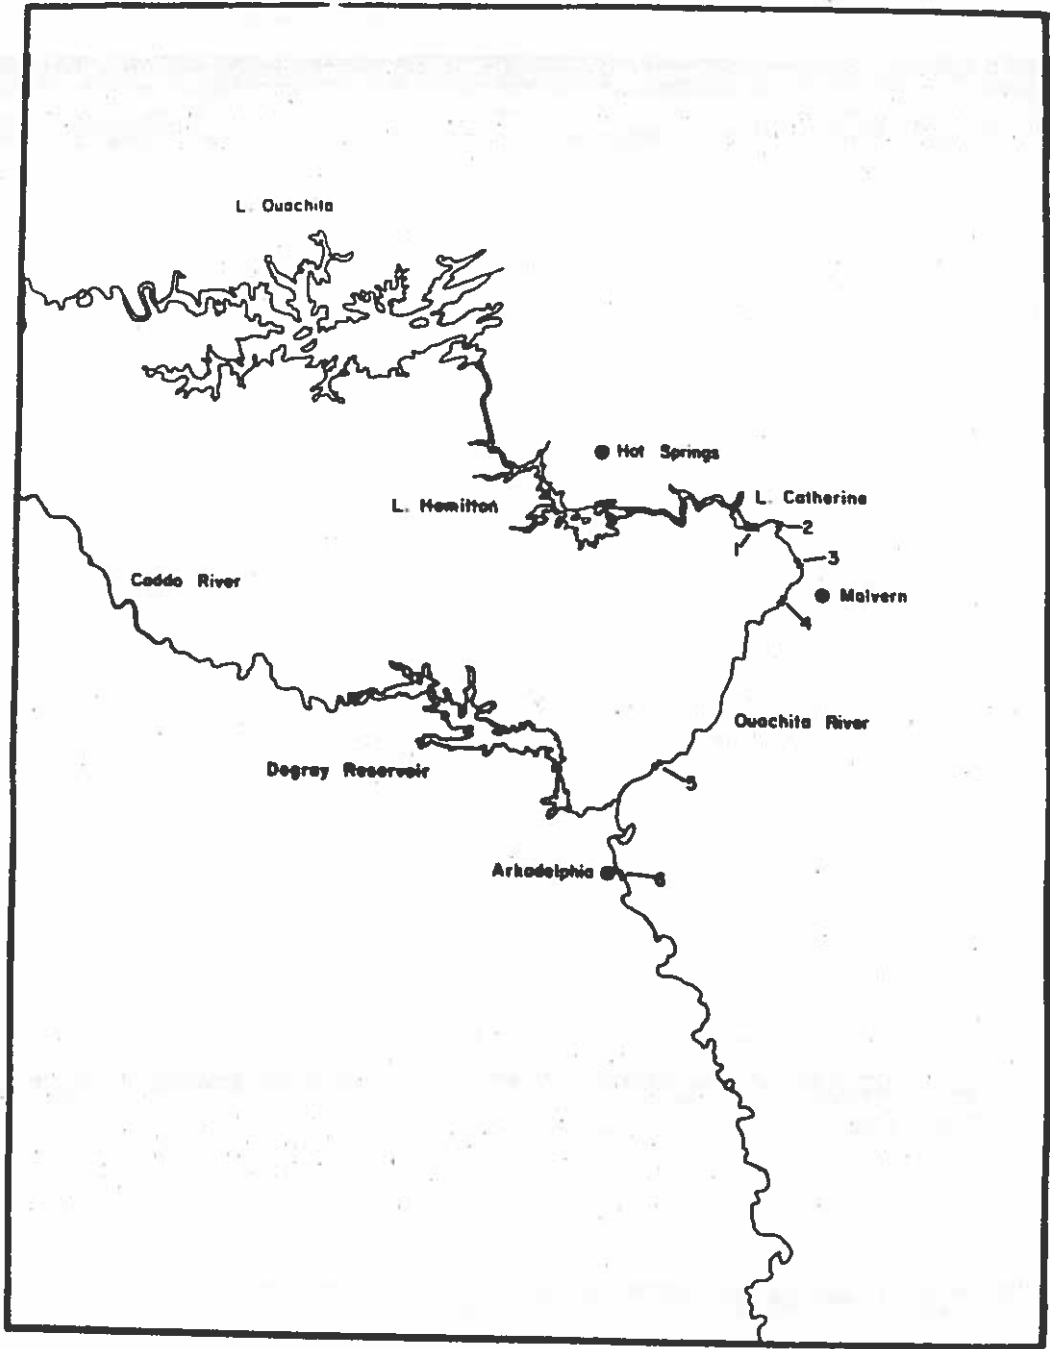 L. Ouachita
Hot Springs
L. Hamilton
L. Catherine
1
2
3
Caddo River
Malvern
4
Ouachita River
Degray Reservoir
5
Arkadelphia
6